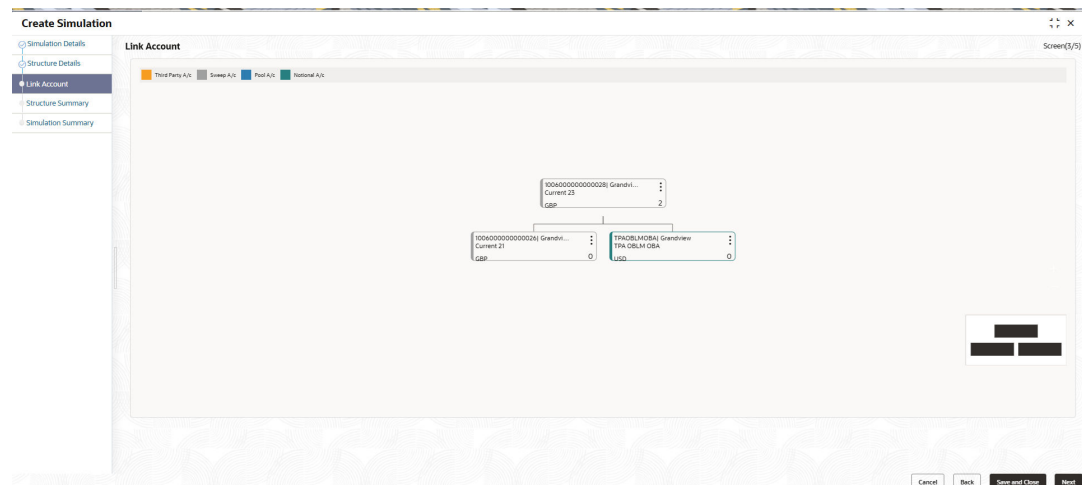 Create Simulation
Simulation Details
Structure Details
Link Account
Structure Summary
Simulation Summary
Link Account
Screen(3/5)
Third Party A/c Sweep A/c Pool A/c Notional A/c
1006000000000028| Grandvi...
Current 23
GBP 2
1006000000000026| Grandvi...
Current 21
GBP 0
TPAOBLMOBA| Grandview
TPA OBLM OBA
USD 0
Cancel Back Save and Close Next